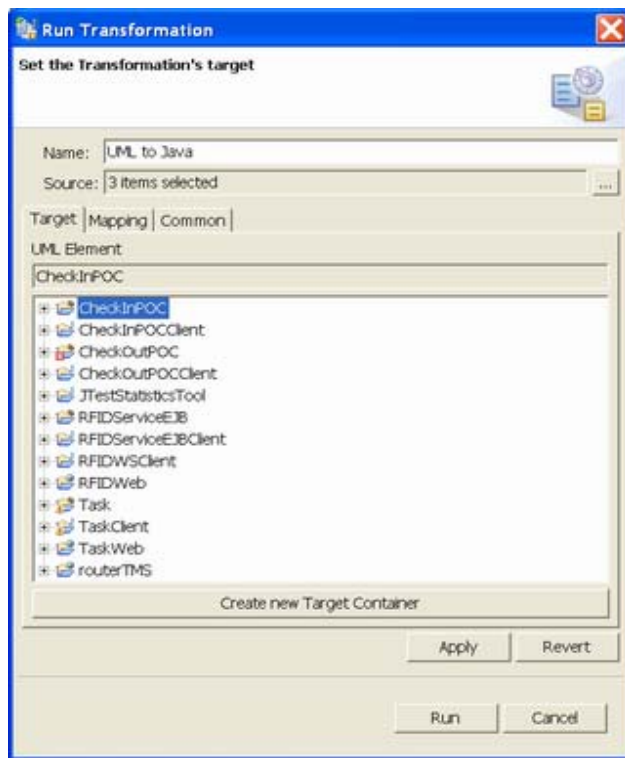 Run Transformation
Set the Transformation's target
Name: UML to Java
Source: 3 items selected ...
Target Mapping Common
UML Element
CheckInPOC
CheckInPOC
CheckInPOCClient
CheckOutPOC
CheckOutPOCClient
JTestStatisticsTool
RFIDServiceEJB
RFIDServiceEJBClient
RFIDWSClient
RFIDWeb
Task
TaskClient
TaskWeb
routerTMS
Create new Target Container
Apply Revert
Run Cancel